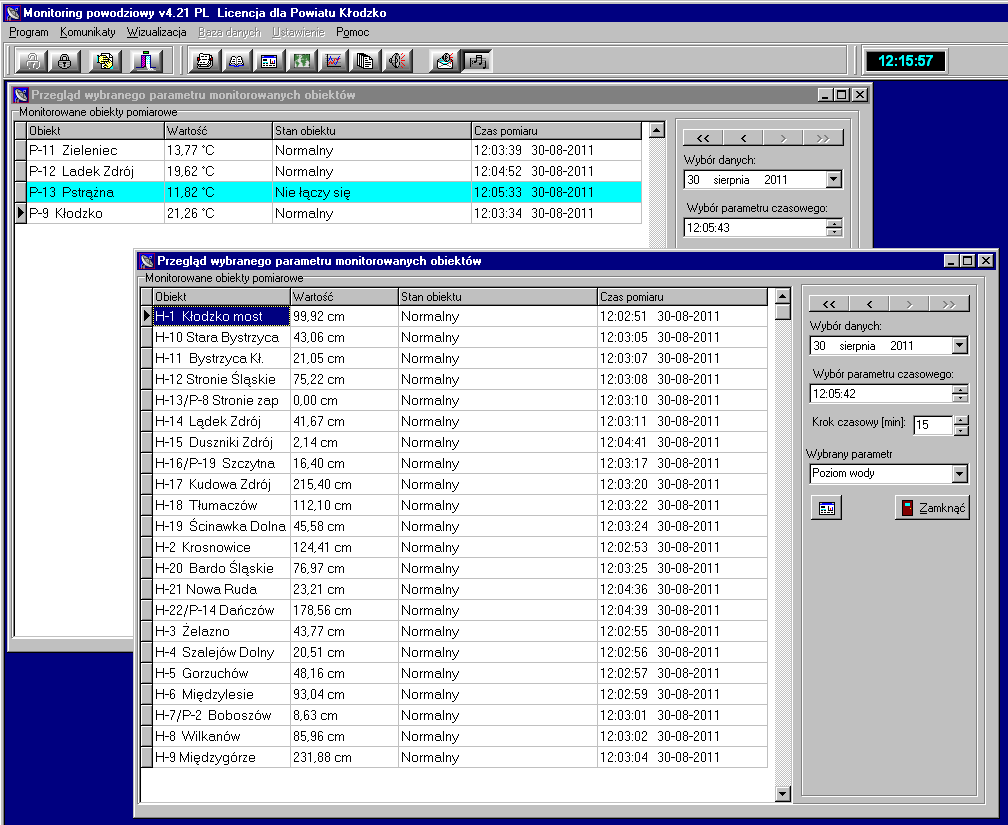 Monitoring powodziowy v4.21 PL Licencja dla Powiatu Kłodzko
Program Komunikaty Wizualizacja Baza danych Ustawienie Pomoc
12:15:57
Przegląd wybranego parametru monitorowanych obiektów
Monitorowane obiekty pomiarowe
Obiekt Wartość Stan obiektu Czas pomiaru
P-11 Zieleniec 13,77 °C Normalny 12:03:39 30-08-2011
P-12 Ladek Zdrój 19,62 °C Normalny 12:04:52 30-08-2011
P-13 Pstrążna 11,82 °C Nie łączy się 12:05:33 30-08-2011
P-9 Kłodzko 21,26 °C Normalny 12:03:34 30-08-2011
<< < > >>
Wybór danych:
30 sierpnia 2011
Wybór parametru czasowego:
12:05:43
Przegląd wybranego parametru monitorowanych obiektów
Monitorowane obiekty pomiarowe
Obiekt Wartość Stan obiektu Czas pomiaru
H-1 Kłodzko most 99,92 cm Normalny 12:02:51 30-08-2011
H-10 Stara Bystrzyca 43,06 cm Normalny 12:03:05 30-08-2011
H-11 Bystrzyca Kł. 21,05 cm Normalny 12:03:07 30-08-2011
H-12 Stronie Śląskie 75,22 cm Normalny 12:03:08 30-08-2011
H-13/P-8 Stronie zap 0,00 cm Normalny 12:03:10 30-08-2011
H-14 Lądek Zdrój 41,67 cm Normalny 12:03:11 30-08-2011
H-15 Duszniki Zdrój 2,14 cm Normalny 12:04:41 30-08-2011
H-16/P-19 Szczytna 16,40 cm Normalny 12:03:17 30-08-2011
H-17 Kudowa Zdrój 215,40 cm Normalny 12:03:20 30-08-2011
H-18 Tłumaczów 112,10 cm Normalny 12:03:22 30-08-2011
H-19 Ścinawka Dolna 45,58 cm Normalny 12:03:24 30-08-2011
H-2 Krosnowice 124,41 cm Normalny 12:02:53 30-08-2011
H-20 Bardo Śląskie 76,97 cm Normalny 12:03:25 30-08-2011
H-21 Nowa Ruda 23,21 cm Normalny 12:04:36 30-08-2011
H-22/P-14 Dańczów 178,56 cm Normalny 12:04:39 30-08-2011
H-3 Żelazno 43,77 cm Normalny 12:02:55 30-08-2011
H-4 Szalejów Dolny 20,51 cm Normalny 12:02:56 30-08-2011
H-5 Gorzuchów 48,16 cm Normalny 12:02:57 30-08-2011
H-6 Międzylesie 93,04 cm Normalny 12:02:59 30-08-2011
H-7/P-2 Boboszów 8,63 cm Normalny 12:03:01 30-08-2011
H-8 Wilkanów 85,96 cm Normalny 12:03:02 30-08-2011
H-9 Międzygórze 231,88 cm Normalny 12:03:04 30-08-2011
<< < > >>
Wybór danych:
30 sierpnia 2011
Wybór parametru czasowego:
12:05:42
Krok czasowy [min]: 15
Wybrany parametr
Poziom wody
Zamknąć